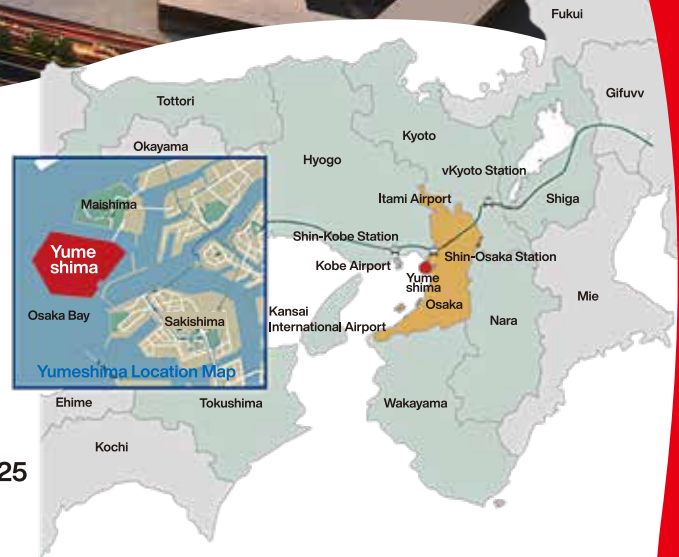 Fukui
Gifuvv
Tottori
Okayama
Kyoto
Hyogo
vKyoto Station
Itami Airport
Shiga
Maishima
Shin-Kobe Station
Yume
shima
Kobe Airport
Shin-Osaka Station
Yume
shima
Mie
Osaka Bay
Sakishima
Kansai
International Airport
Osaka
Nara
Yumeshima Location Map
Ehime
Tokushima
Wakayama
Kochi
25